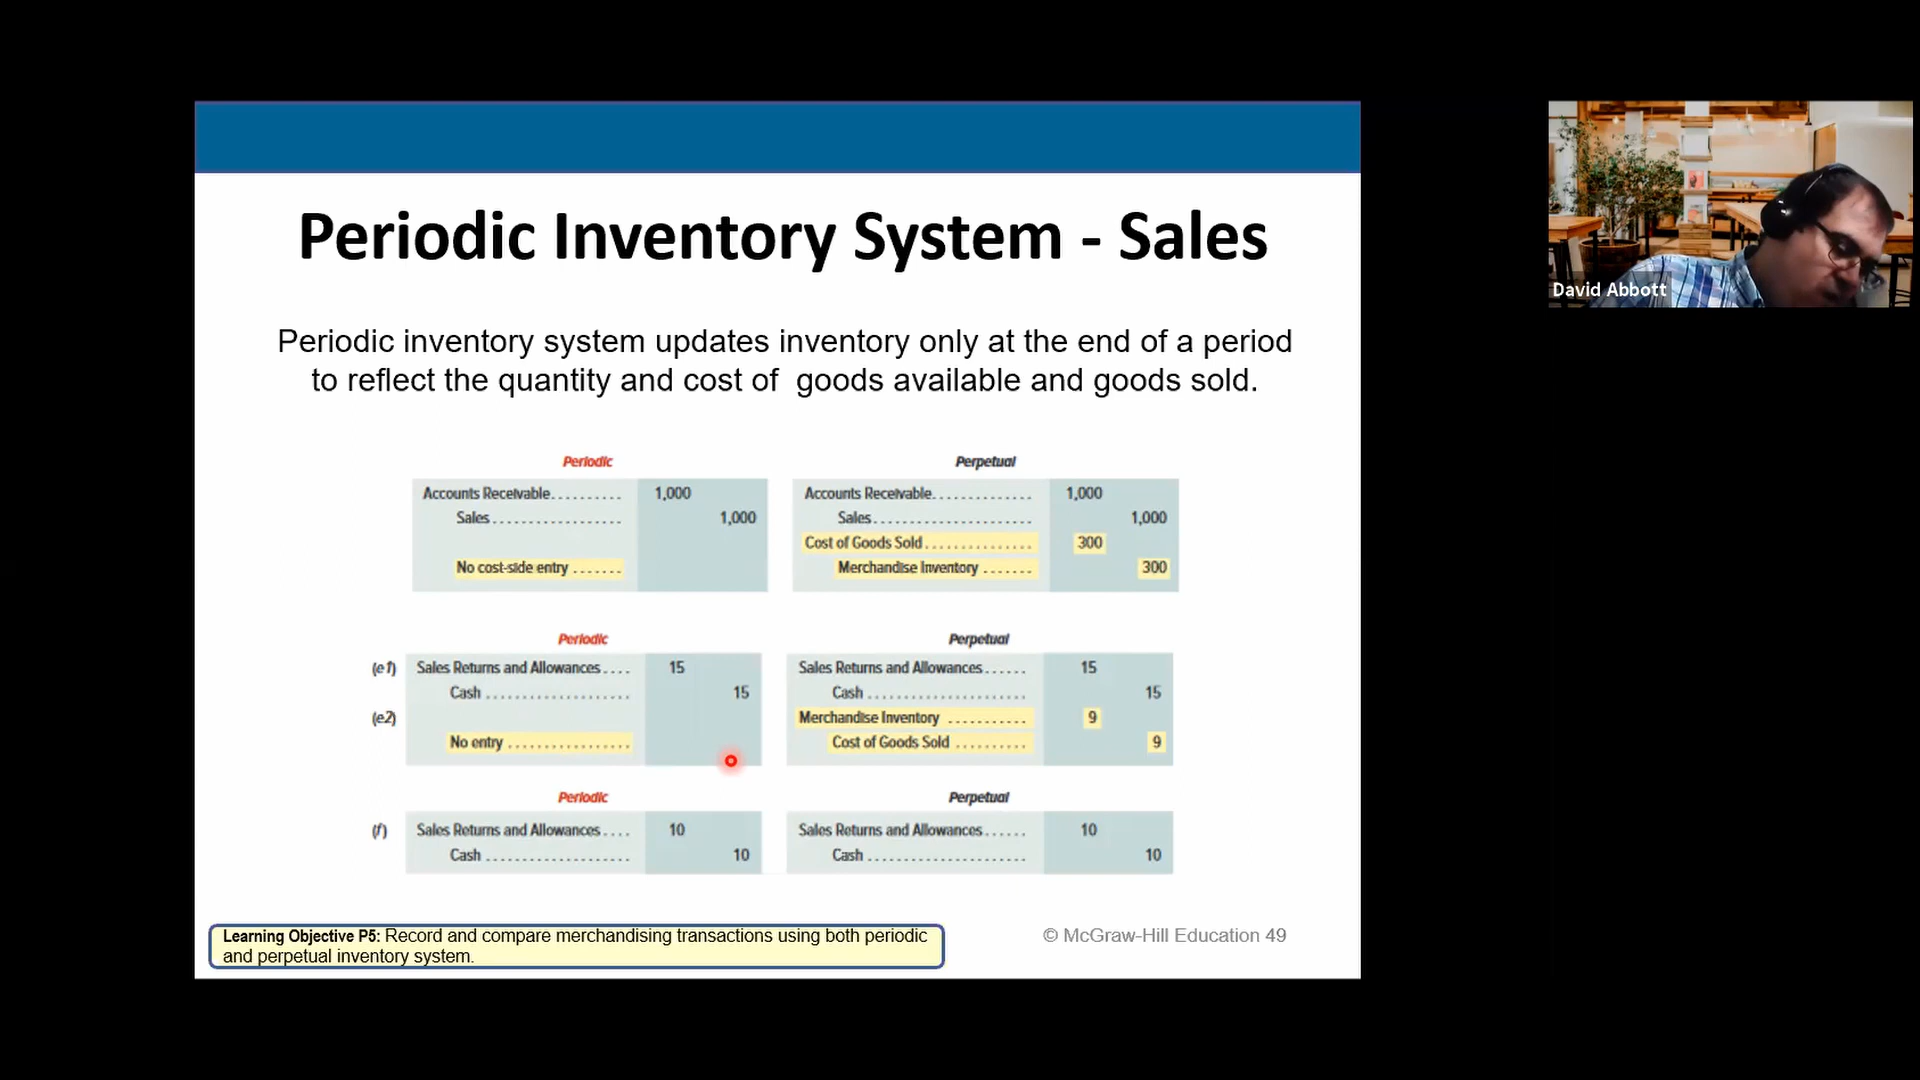 Periodic Inventory System - Sales
David Abbott
Periodic inventory system updates inventory only at the end of a period
to reflect the quantity and cost of goods available and goods sold.
Periodic
Accounts Receivable.......... 1,000
Sales.................. 1,000
No cost-side entry .......
Perpetual
Accounts Receivable.............. 1,000
Sales...................... 1,000
Cost of Goods Sold............... 300
Merchandise Inventory ....... 300
Periodic
(e1) Sales Returns and Allowances.... 15
Cash ..................... 15
(e2)
No entry ..................
Perpetual
Sales Returns and Allowances...... 15
Cash ....................... 15
Merchandise Inventory ........... 9
Cost of Goods Sold .......... 9
Periodic
(f) Sales Returns and Allowances.... 10
Cash ..................... 10
Perpetual
Sales Returns and Allowances...... 10
Cash ....................... 10
Learning Objective P5: Record and compare merchandising transactions using both periodic
and perpetual inventory system.
© McGraw-Hill Education 49